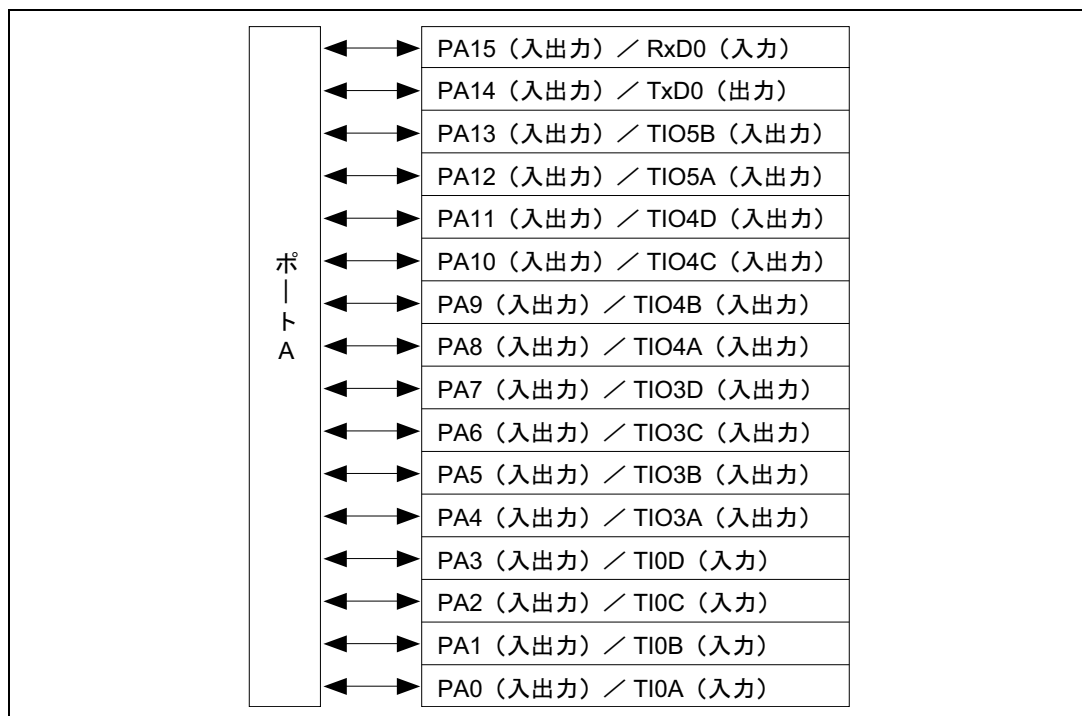 ポートA
PA15（入出力）／ RxD0（入力）
PA14（入出力）／ TxD0（出力）
PA13（入出力）／ TIO5B（入出力）
PA12（入出力）／ TIO5A（入出力）
PA11（入出力）／ TIO4D（入出力）
PA10（入出力）／ TIO4C（入出力）
PA9（入出力）／ TIO4B（入出力）
PA8（入出力）／ TIO4A（入出力）
PA7（入出力）／ TIO3D（入出力）
PA6（入出力）／ TIO3C（入出力）
PA5（入出力）／ TIO3B（入出力）
PA4（入出力）／ TIO3A（入出力）
PA3（入出力）／ TI0D（入力）
PA2（入出力）／ TI0C（入力）
PA1（入出力）／ TI0B（入力）
PA0（入出力）／ TI0A（入力）